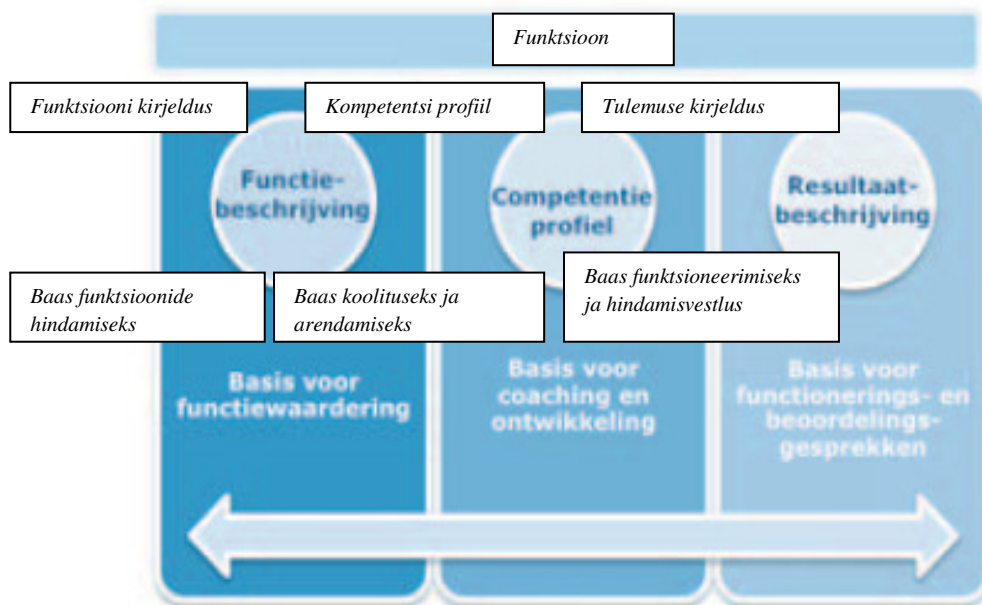 Funktsioon
Funktsiooni kirjeldus
Kompetentsi profiil
Tulemuse kirjeldus
Functie-
beschrijving
Competentie
profiel
Resultaat-
beschrijving
Baas funktsioonide
hindamiseks
Baas koolituseks ja
arendamiseks
Baas funktsioneerimiseks
ja hindamisvestlus
Basis voor
functiewaardering
Basis voor
coaching en
ontwikkeling
Basis voor
functionerings- en
beoordelings-
gesprekken